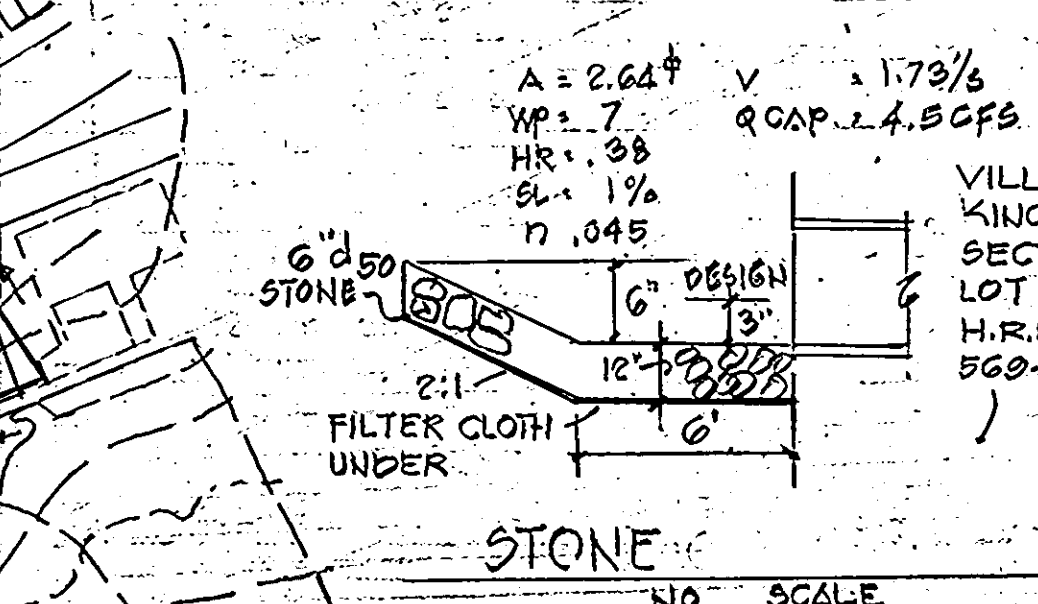 A = 2.64⏀ V = 1.73'/s
WP = 7 Q CAP. = 4.5 CFS
HR = .38
SL = 1%
n .045
VILL
KING
SEC
LOT
H.R.
569-
6" d50
STONE
6"
DESIGN
3"
12"
2:1
FILTER CLOTH
UNDER
6'
STONE
NO SCALE